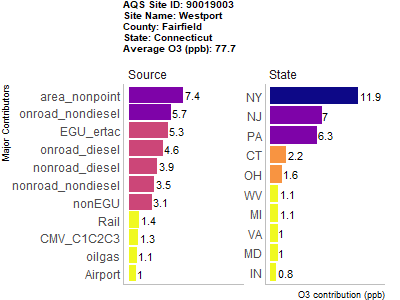 AQS Site ID: 90019003
Site Name: Westport
County: Fairfield
State: Connecticut
Average O3 (ppb): 77.7
Source
State
Major Contributors
area_nonpoint 7.4
onroad_nondiesel 5.7
EGU_ertac 5.3
onroad_diesel 4.6
nonroad_diesel 3.9
nonroad_nondiesel 3.5
nonEGU 3.1
Rail 1.4
CMV_C1C2C3 1.3
oilgas 1.1
Airport 1
NY 11.9
NJ 7
PA 6.3
CT 2.2
OH 1.6
WV 1.1
MI 1.1
VA 1
MD 1
IN 0.8
O3 contribution (ppb)